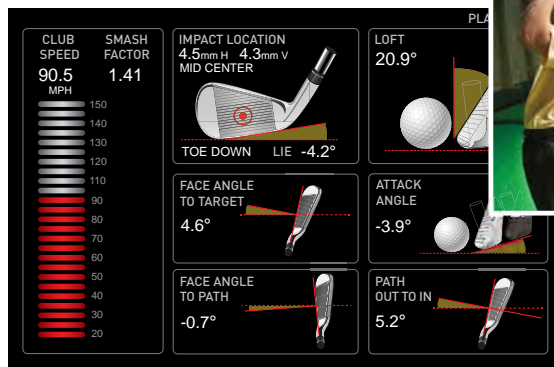 PLA
CLUB SPEED
90.5
MPH
SMASH FACTOR
1.41
150
140
130
120
110
90
80
70
60
50
40
30
20
IMPACT LOCATION
4.5mm H 4.3mm V
MID CENTER
TOE DOWN LIE -4.2°
LOFT
20.9°
FACE ANGLE
TO TARGET
4.6°
ATTACK
ANGLE
-3.9°
FACE ANGLE
TO PATH
-0.7°
PATH
OUT TO IN
5.2°